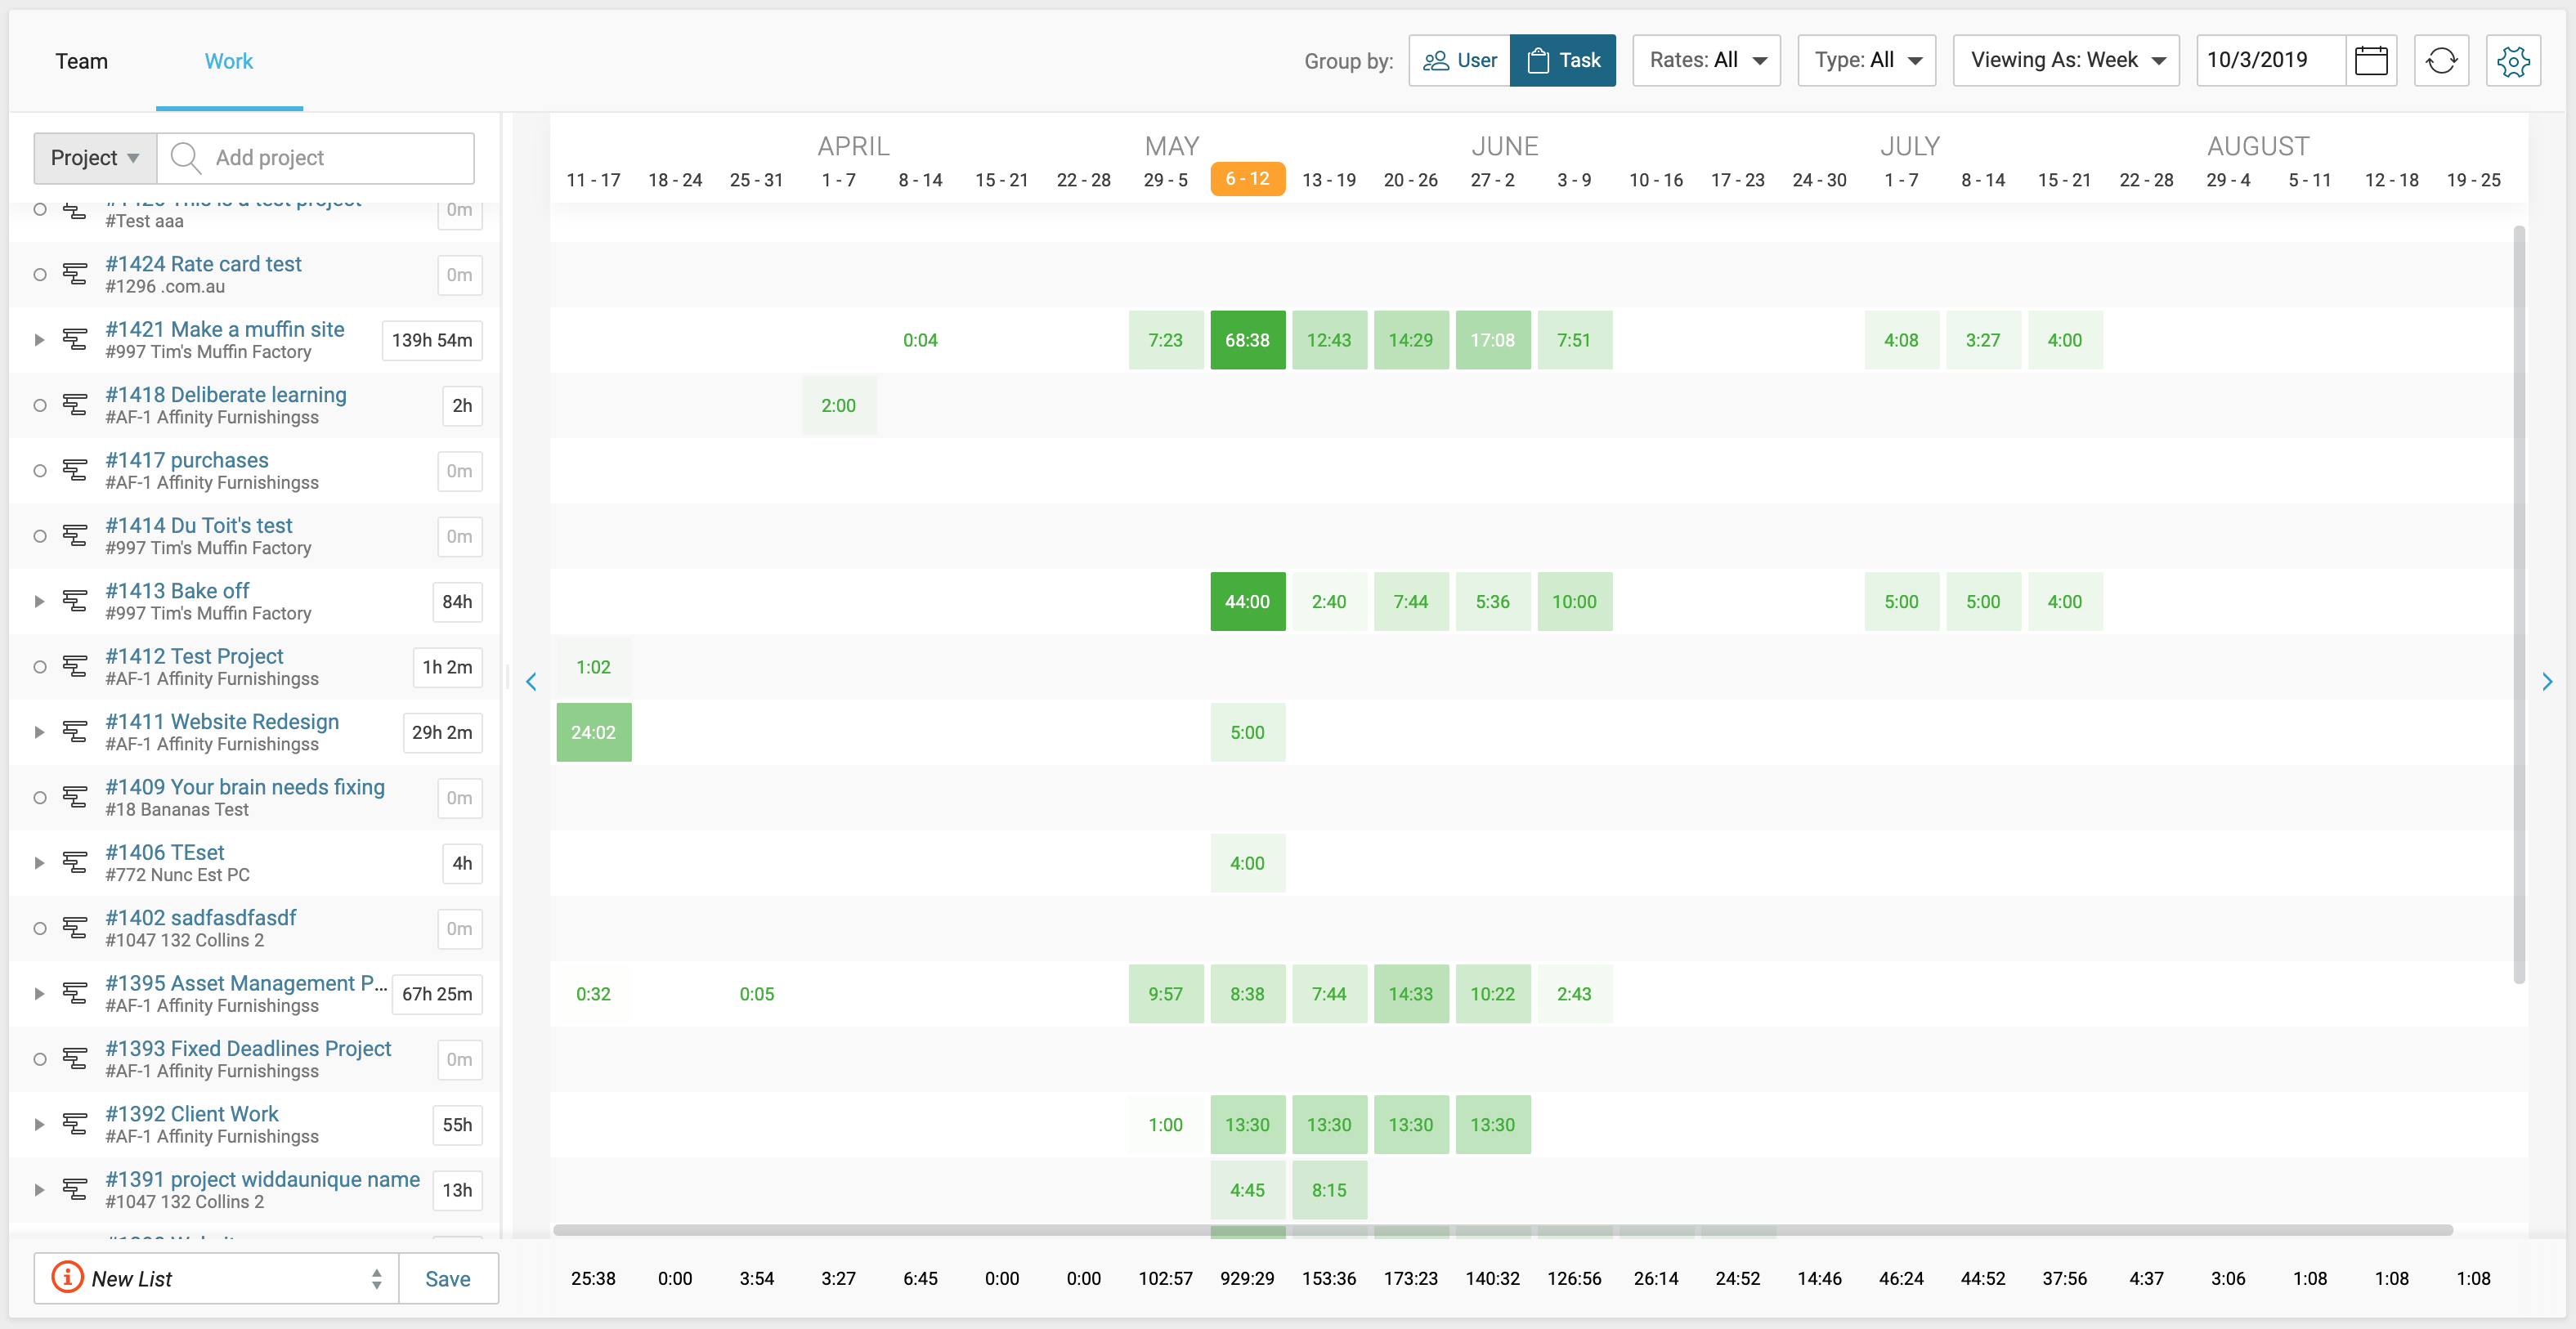 Team
Work
Group by:
User
Task
Rates: All
Type: All
Viewing As: Week
10/3/2019
Project
Add project
APRIL
MAY
JUNE
JULY
AUGUST
11 - 17 18 - 24 25 - 31 1 - 7 8 - 14 15 - 21 22 - 28 29 - 5 6 - 12 13 - 19 20 - 26 27 - 2 3 - 9 10 - 16 17 - 23 24 - 30 1 - 7 8 - 14 15 - 21 22 - 28 29 - 4 5 - 11 12 - 18 19 - 25
0m
#Test aaa
#1424 Rate card test
0m
#1296 .com.au
#1421 Make a muffin site
#997 Tim's Muffin Factory
139h 54m
0:04 7:23 68:38 12:43 14:29 17:08 7:51 4:08 3:27 4:00
#1418 Deliberate learning
#AF-1 Affinity Furnishingss
2h
2:00
#1417 purchases
#AF-1 Affinity Furnishingss
0m
#1414 Du Toit's test
#997 Tim's Muffin Factory
0m
#1413 Bake off
#997 Tim's Muffin Factory
84h
44:00 2:40 7:44 5:36 10:00 5:00 5:00 4:00
#1412 Test Project
#AF-1 Affinity Furnishingss
1h 2m
1:02
#1411 Website Redesign
#AF-1 Affinity Furnishingss
29h 2m
24:02 5:00
#1409 Your brain needs fixing
#18 Bananas Test
0m
#1406 TEset
#772 Nunc Est PC
4h
4:00
#1402 sadfasdfasdf
#1047 132 Collins 2
0m
#1395 Asset Management P...
#AF-1 Affinity Furnishingss
67h 25m
0:32 0:05 9:57 8:38 7:44 14:33 10:22 2:43
#1393 Fixed Deadlines Project
#AF-1 Affinity Furnishingss
0m
#1392 Client Work
#AF-1 Affinity Furnishingss
55h
1:00 13:30 13:30 13:30 13:30
#1391 project widdaunique name
#1047 132 Collins 2
13h
4:45 8:15
New List
Save
25:38 0:00 3:54 3:27 6:45 0:00 0:00 102:57 929:29 153:36 173:23 140:32 126:56 26:14 24:52 14:46 46:24 44:52 37:56 4:37 3:06 1:08 1:08 1:08